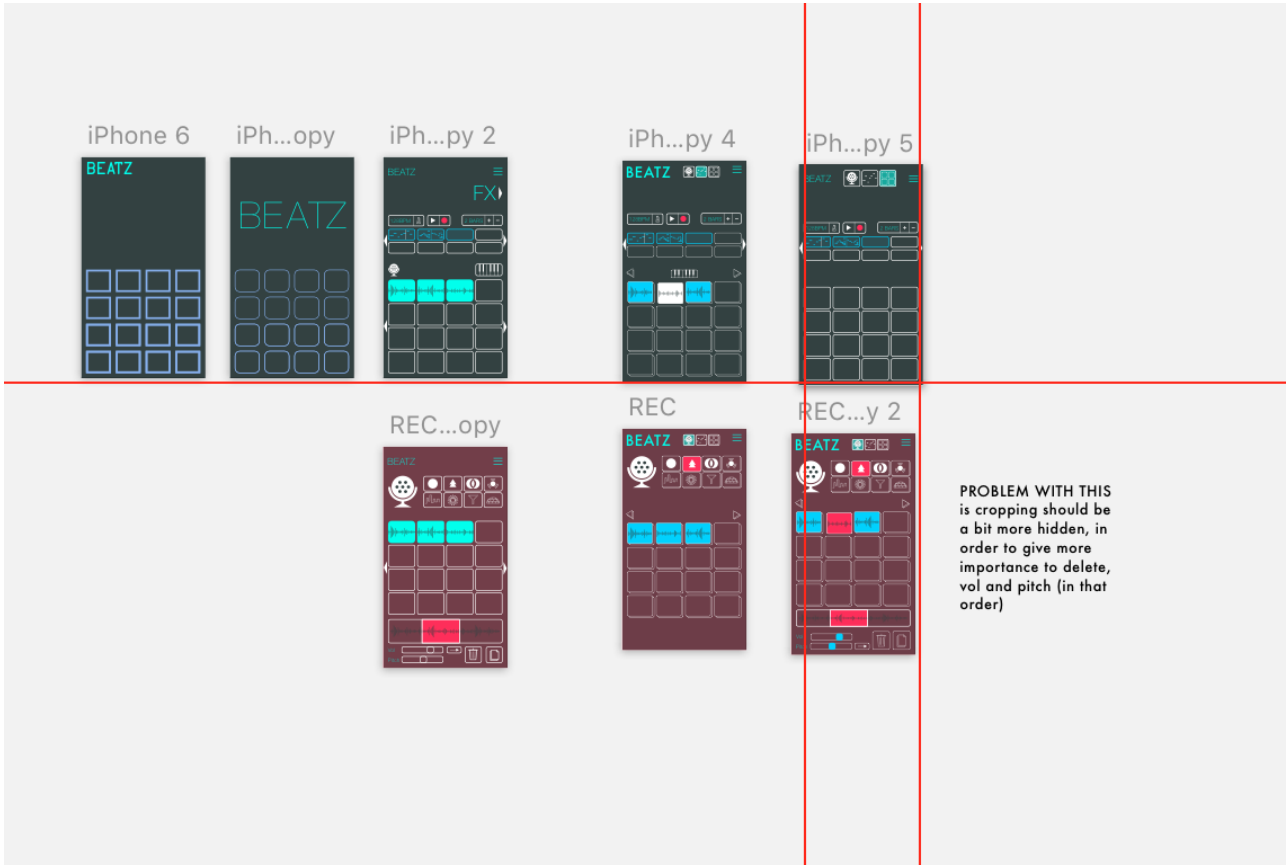 iPhone 6
iPh...opy
iPh...py 2
iPh...py 4
iPh...py 5
BEATZ
BEATZ
BEATZ
FX
BEATZ
BEATZ
REC...opy
REC
REC...y 2
BEATZ
BEATZ
BEATZ
PROBLEM WITH THIS
is cropping should be
a bit more hidden, in
order to give more
importance to delete,
vol and pitch (in that
order)